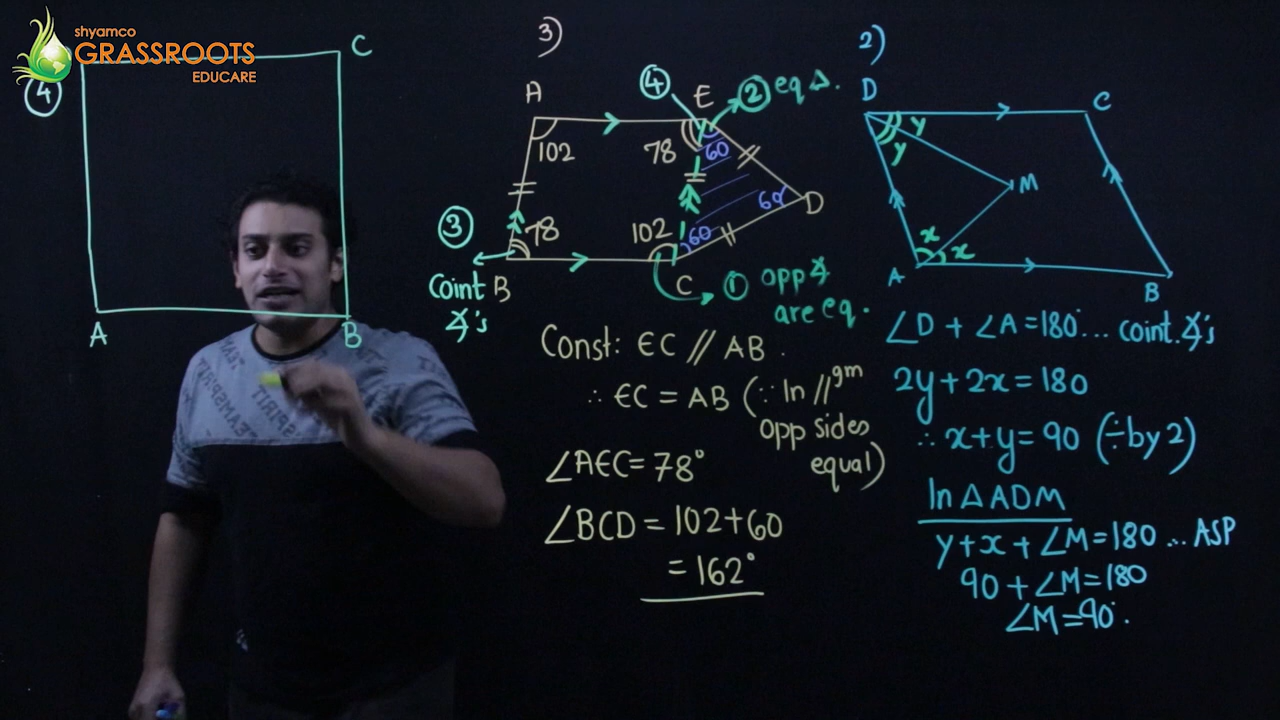 shyamco
GRASSROOTS
EDUCARE
4
C
A
B
3)
A
E
4
2 eq △.
102
78
60
D
60
3
78
102
60
B
C
Coint
∡'s
1 opp ∡
are eq.
Const: EC // AB.
∴ EC = AB (∵ In //gm
opp sides
equal)
∠AEC = 78°
∠BCD = 102+60
= 162°
2)
D
C
y
y
M
x
x
A
B
∠D + ∠A = 180° ... coint. ∡'s
2y + 2x = 180
∴ x+y = 90 (÷by 2)
In △ ADM
y + x + ∠M = 180 ... ASP
90 + ∠M = 180
∠M = 90°.